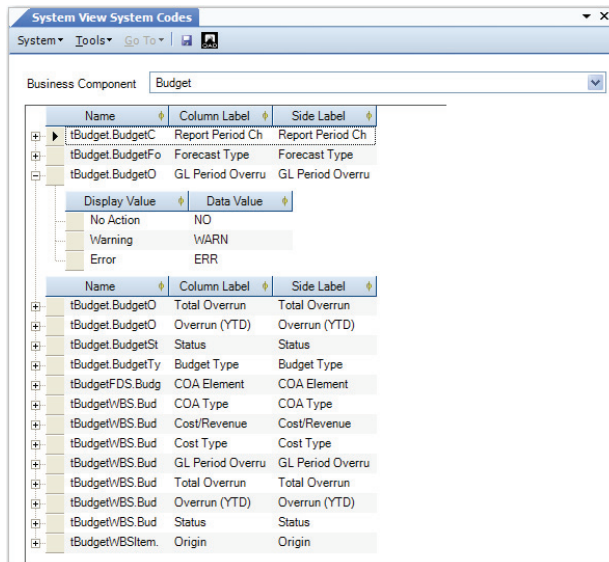 System View System Codes
System Tools Go To QAD
Business Component Budget
Name Column Label Side Label
tBudget.BudgetC Report Period Ch Report Period Ch
tBudget.BudgetFo Forecast Type Forecast Type
tBudget.BudgetO GL Period Overru GL Period Overru
Display Value Data Value
No Action NO
Warning WARN
Error ERR
Name Column Label Side Label
tBudget.BudgetO Total Overrun Total Overrun
tBudget.BudgetO Overrun (YTD) Overrun (YTD)
tBudget.BudgetSt Status Status
tBudget.BudgetTy Budget Type Budget Type
tBudgetFDS.Budg COA Element COA Element
tBudgetWBS.Bud COA Type COA Type
tBudgetWBS.Bud Cost/Revenue Cost/Revenue
tBudgetWBS.Bud Cost Type Cost Type
tBudgetWBS.Bud GL Period Overru GL Period Overru
tBudgetWBS.Bud Total Overrun Total Overrun
tBudgetWBS.Bud Overrun (YTD) Overrun (YTD)
tBudgetWBS.Bud Status Status
tBudgetWBSItem. Origin Origin